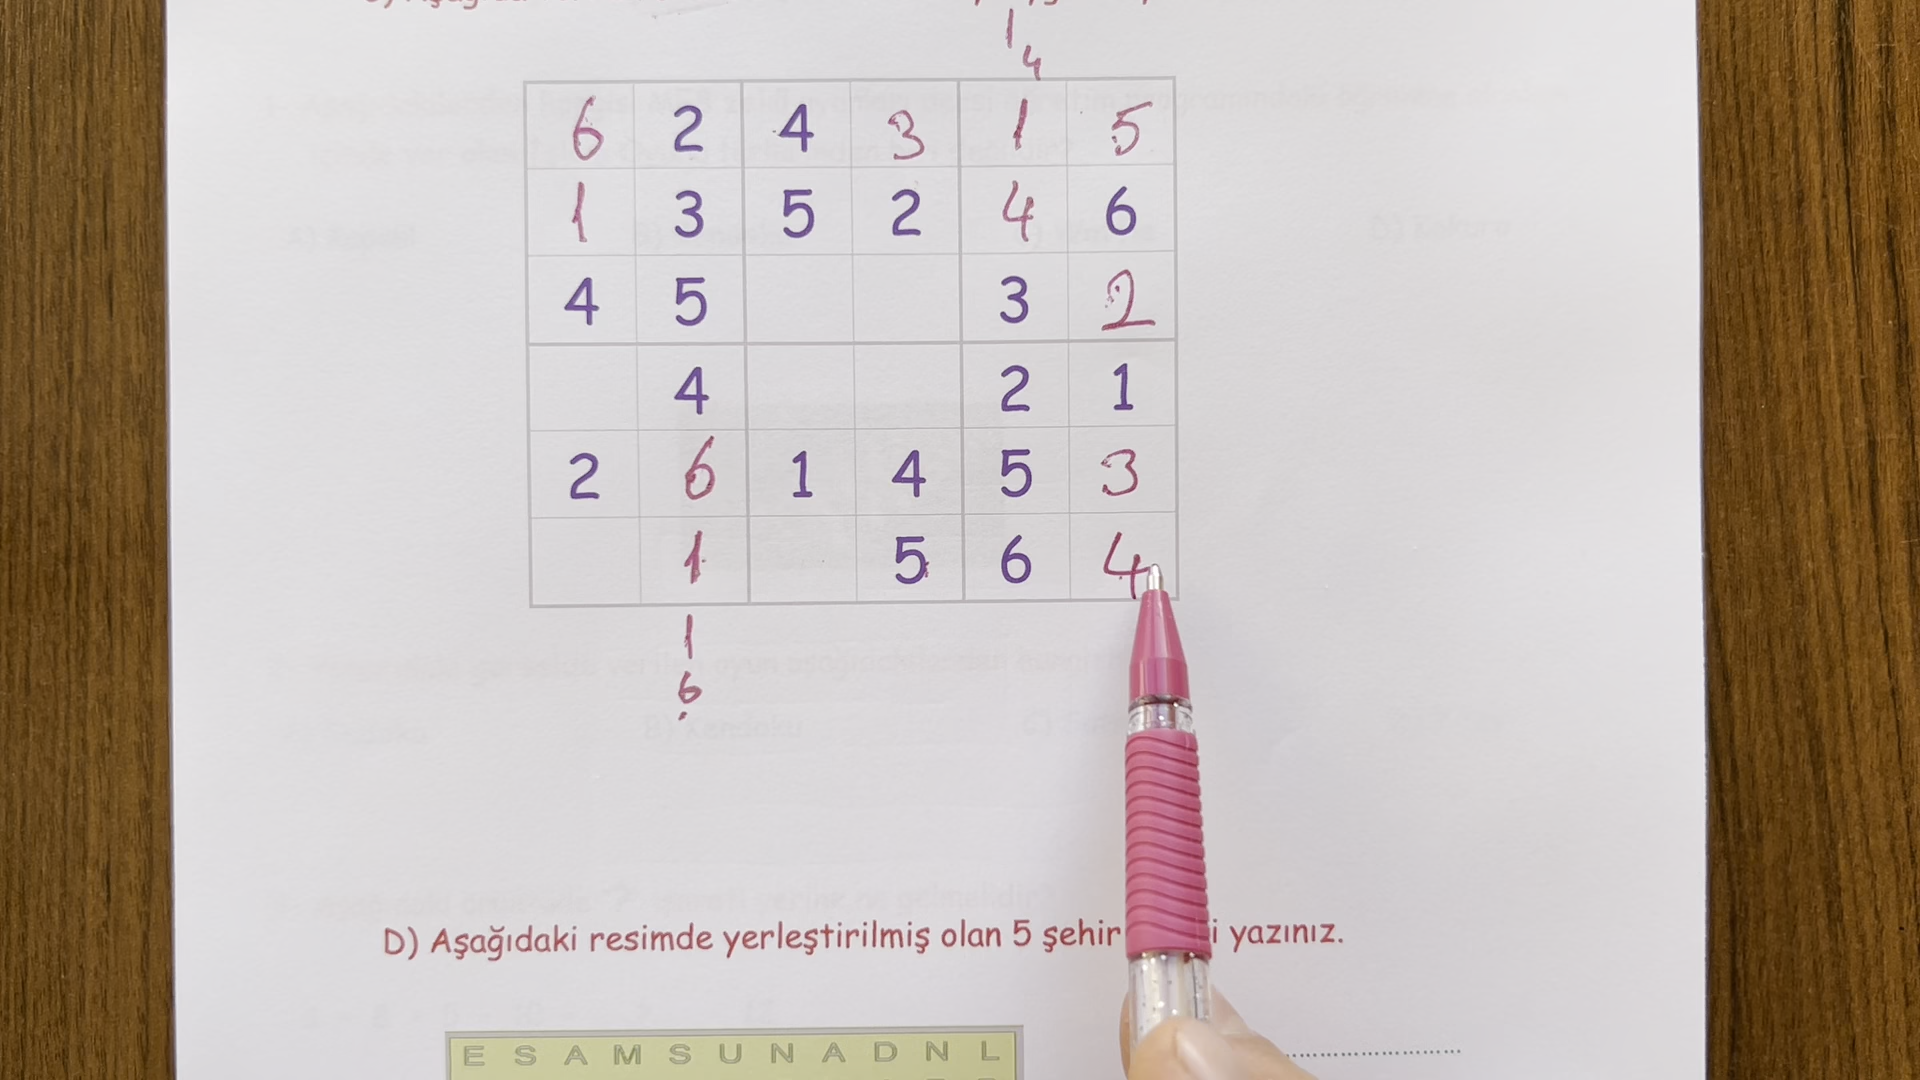 1
4
6 2 4 3 1 5
1 3 5 2 4 6
4 5 3 2
4 2 1
2 6 1 4 5 3
1 5 6 4
1
6
D) Aşağıdaki resimde yerleştirilmiş olan 5 şehir i yazınız.
E S A M S U N A D N L